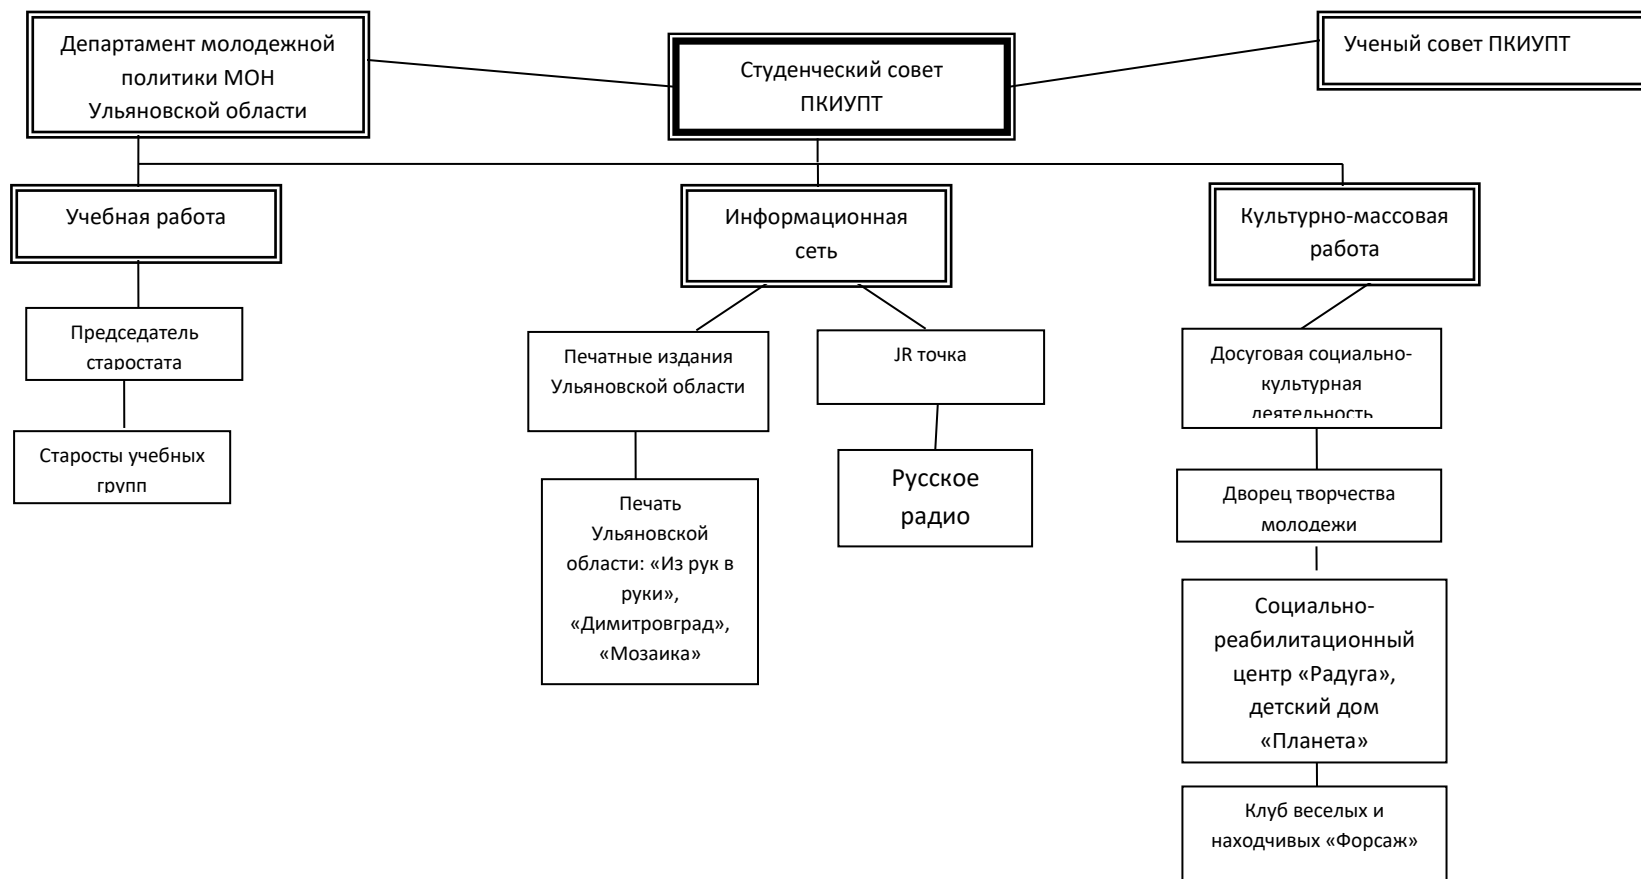 Департамент молодежной
политики МОН
Ульяновской области
Студенческий совет
ПКИУПТ
Ученый совет ПКИУПТ
Учебная работа
Информационная
сеть
Культурно-массовая
работа
Председатель
старостата
Старосты учебных
групп
Печатные издания
Ульяновской области
Печать
Ульяновской
области: «Из рук в
руки»,
«Димитровград»,
«Мозаика»
JR точка
Русское
радио
Досуговая социально-
культурная
деятельность
Дворец творчества
молодежи
Социально-
реабилитационный
центр «Радуга»,
детский дом
«Планета»
Клуб веселых и
находчивых «Форсаж»